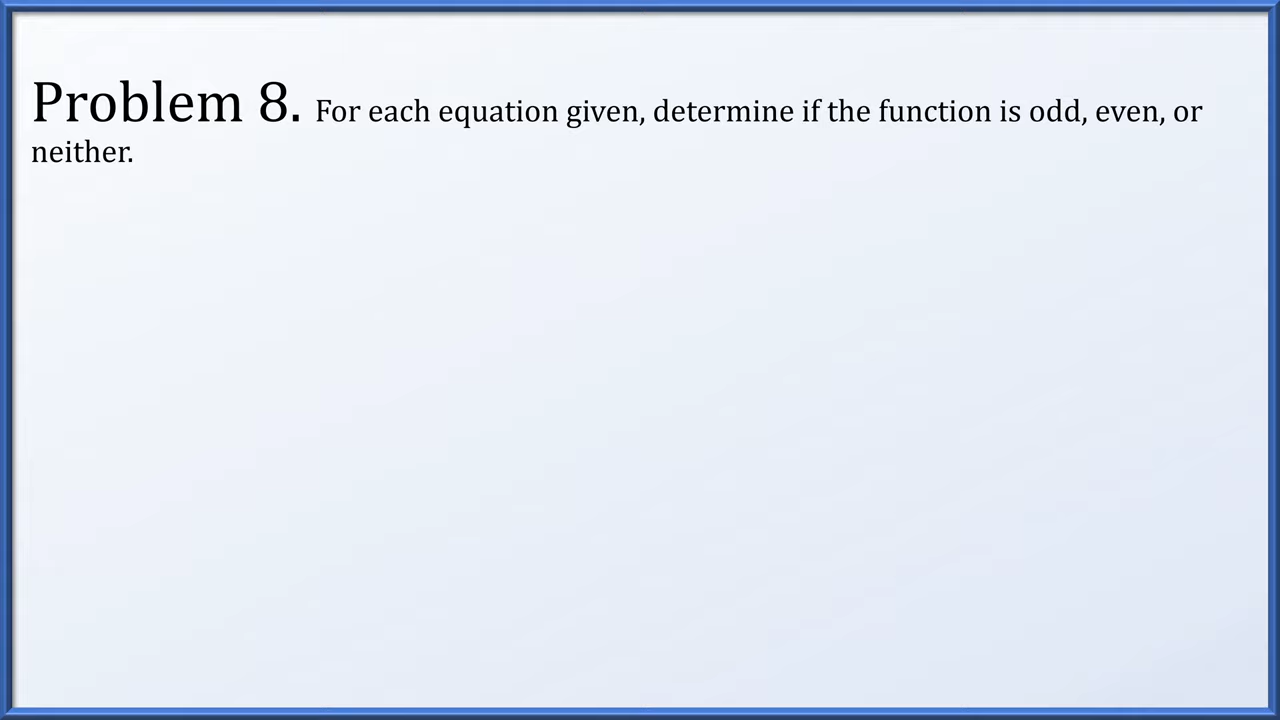 Problem 8. For each equation given, determine if the function is odd, even, or
neither.